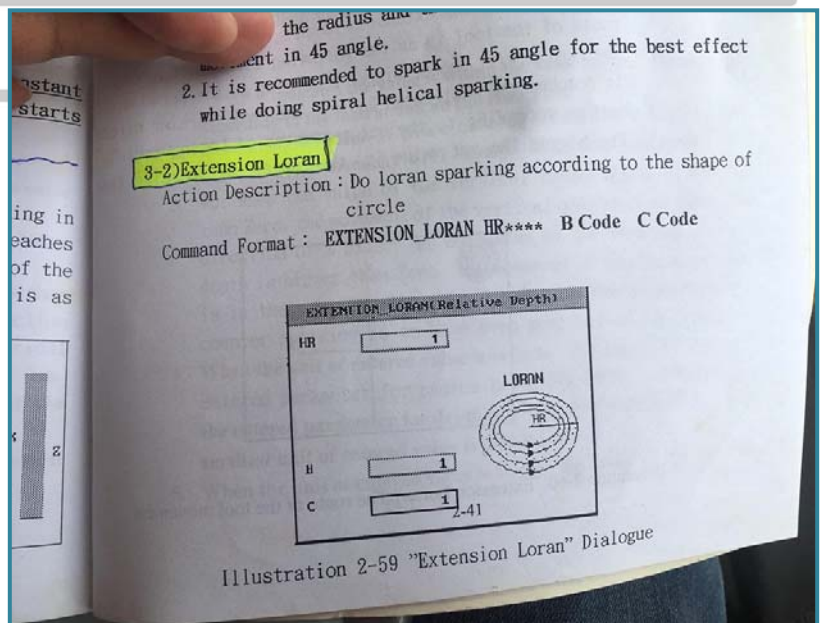 the radius and
in 45 angle.
2. It is recommended to spark in 45 angle for the best effect
while doing spiral helical sparking.
3-2)Extension Loran
Action Description : Do loran sparking according to the shape of
circle
Command Format : EXTENSION_LORAN HR**** B Code C Code
EXTENTION_LORAN(Relative Depth)
HR 1
LORAN
HR
H 1
C 1
2-41
Illustration 2-59 "Extension Loran" Dialogue
starts
ing in
eaches
of the
is as
Z